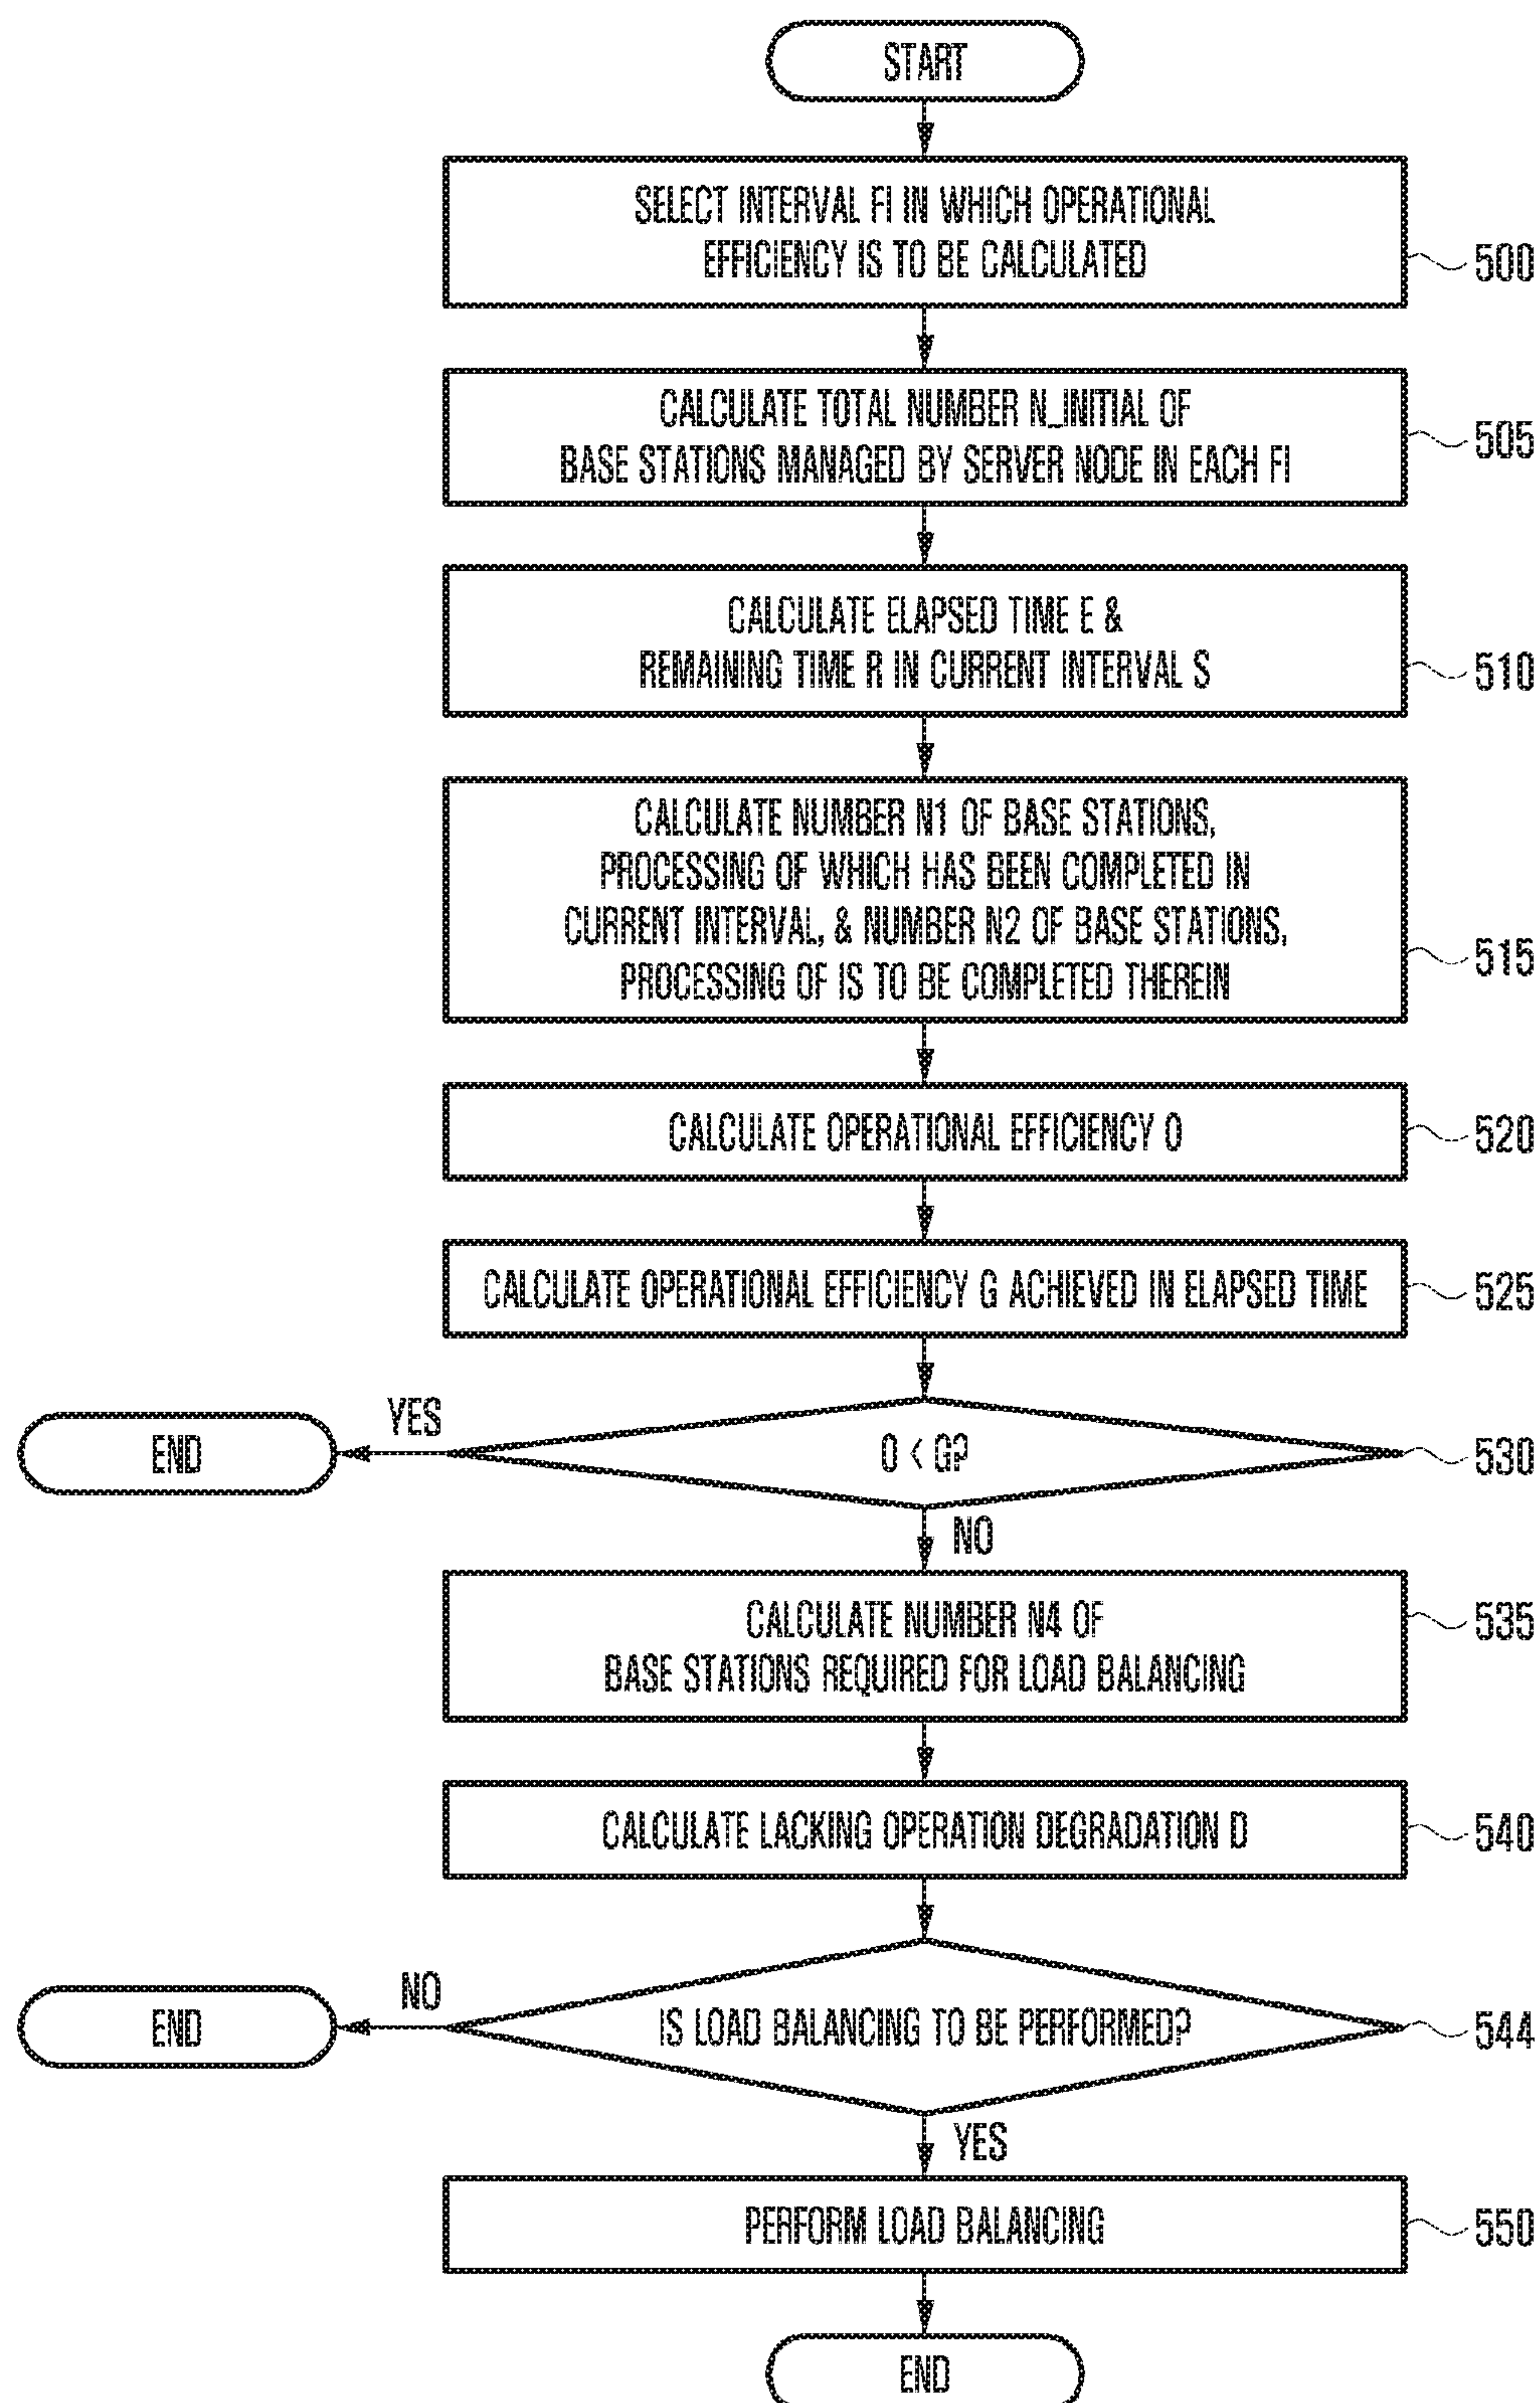 START
SELECT INTERVAL FI IN WHICH OPERATIONAL
EFFICIENCY IS TO BE CALCULATED
500
CALCULATE TOTAL NUMBER N_INITIAL OF
BASE STATIONS MANAGED BY SERVER NODE IN EACH FI
505
CALCULATE ELAPSED TIME E &
REMAINING TIME R IN CURRENT INTERVAL S
510
CALCULATE NUMBER N1 OF BASE STATIONS,
PROCESSING OF WHICH HAS BEEN COMPLETED IN
CURRENT INTERVAL, & NUMBER N2 OF BASE STATIONS,
PROCESSING OF IS TO BE COMPLETED THEREIN
515
CALCULATE OPERATIONAL EFFICIENCY O
520
CALCULATE OPERATIONAL EFFICIENCY G ACHIEVED IN ELAPSED TIME
525
YES
END
O < G?
530
NO
CALCULATE NUMBER N4 OF
BASE STATIONS REQUIRED FOR LOAD BALANCING
535
CALCULATE LACKING OPERATION DEGRADATION D
540
NO
END
IS LOAD BALANCING TO BE PERFORMED?
544
YES
PERFORM LOAD BALANCING
550
END